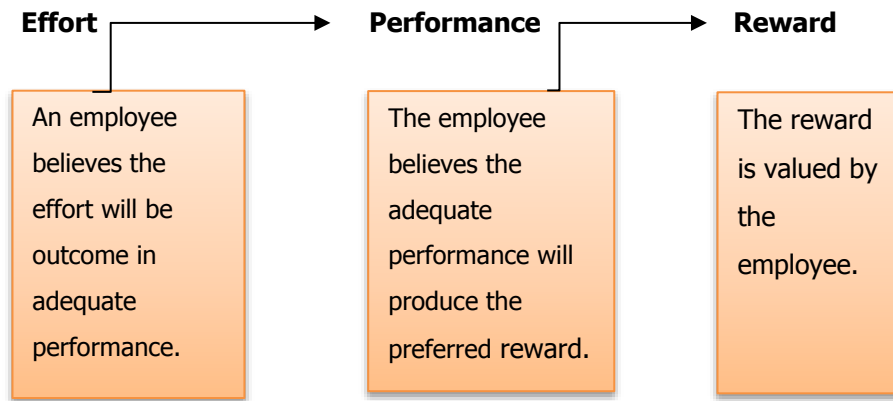 Effort
Performance
Reward
An employee
believes the
effort will be
outcome in
adequate
performance.
The employee
believes the
adequate
performance will
produce the
preferred reward.
The reward
is valued by
the
employee.